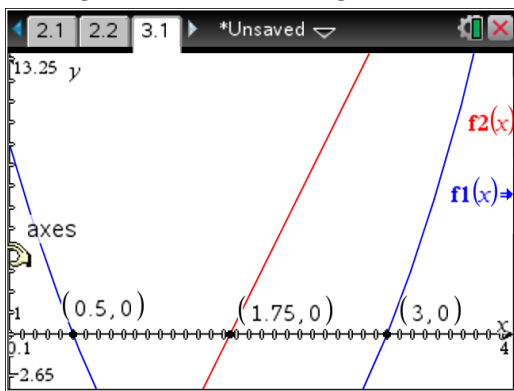 2.1 2.2 3.1 *Unsaved
13.25 y
f2(x)
f1(x)
axes
(0.5, 0) (1.75, 0) (3, 0)
1 x
0.1 4
-2.65